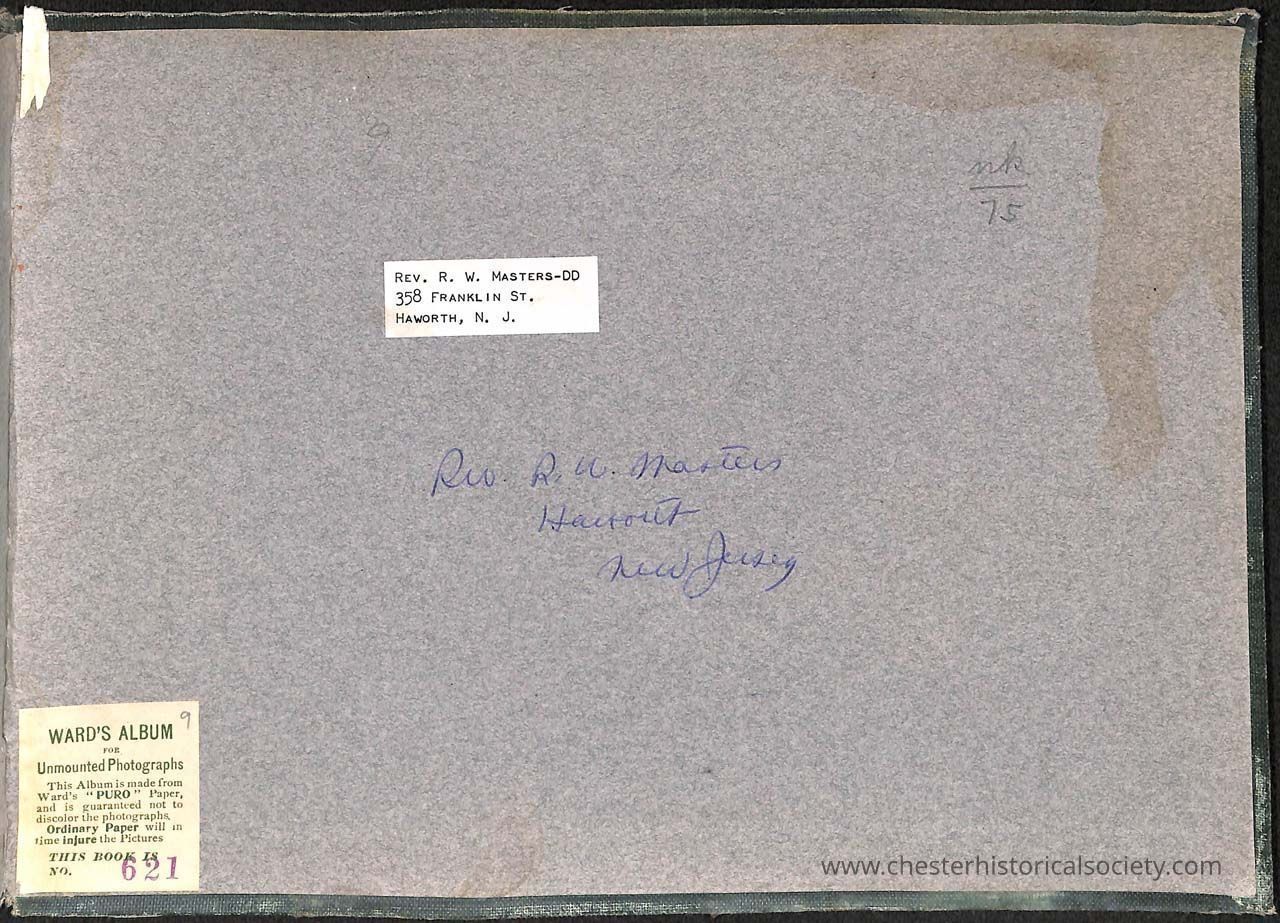 9
nk
75
REV. R. W. MASTERS-DD
358 FRANKLIN ST.
HAWORTH, N. J.
Rev. R. W. Masters
Haworth
New Jersey
9
WARD'S ALBUM
FOR
Unmounted Photographs
This Album is made from
Ward's "PURO" Paper,
and is guaranteed not to
discolor the photographs.
Ordinary Paper will in
time injure the Pictures
THIS BOOK IS
NO. 621
www.chesterhistoricalsociety.com